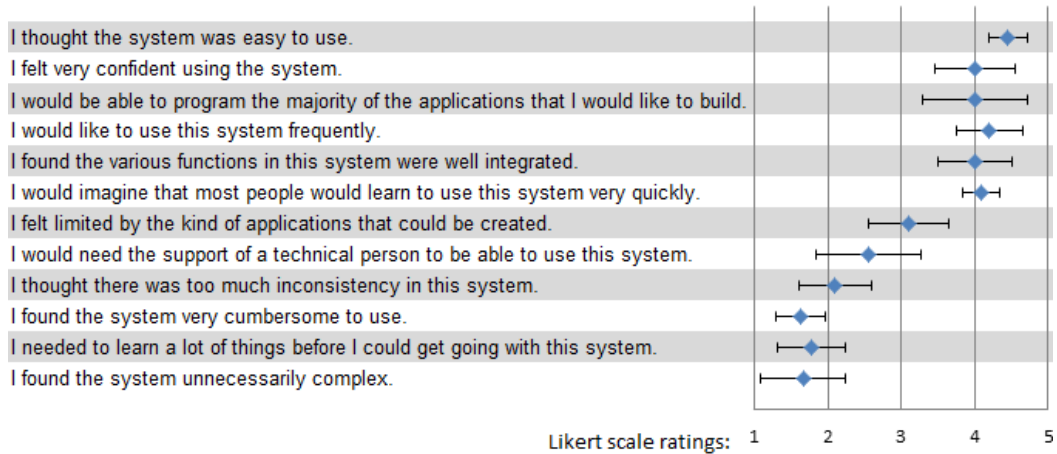 I thought the system was easy to use.
I felt very confident using the system.
I would be able to program the majority of the applications that I would like to build.
I would like to use this system frequently.
I found the various functions in this system were well integrated.
I would imagine that most people would learn to use this system very quickly.
I felt limited by the kind of applications that could be created.
I would need the support of a technical person to be able to use this system.
I thought there was too much inconsistency in this system.
I found the system very cumbersome to use.
I needed to learn a lot of things before I could get going with this system.
I found the system unnecessarily complex.
Likert scale ratings: 1 2 3 4 5